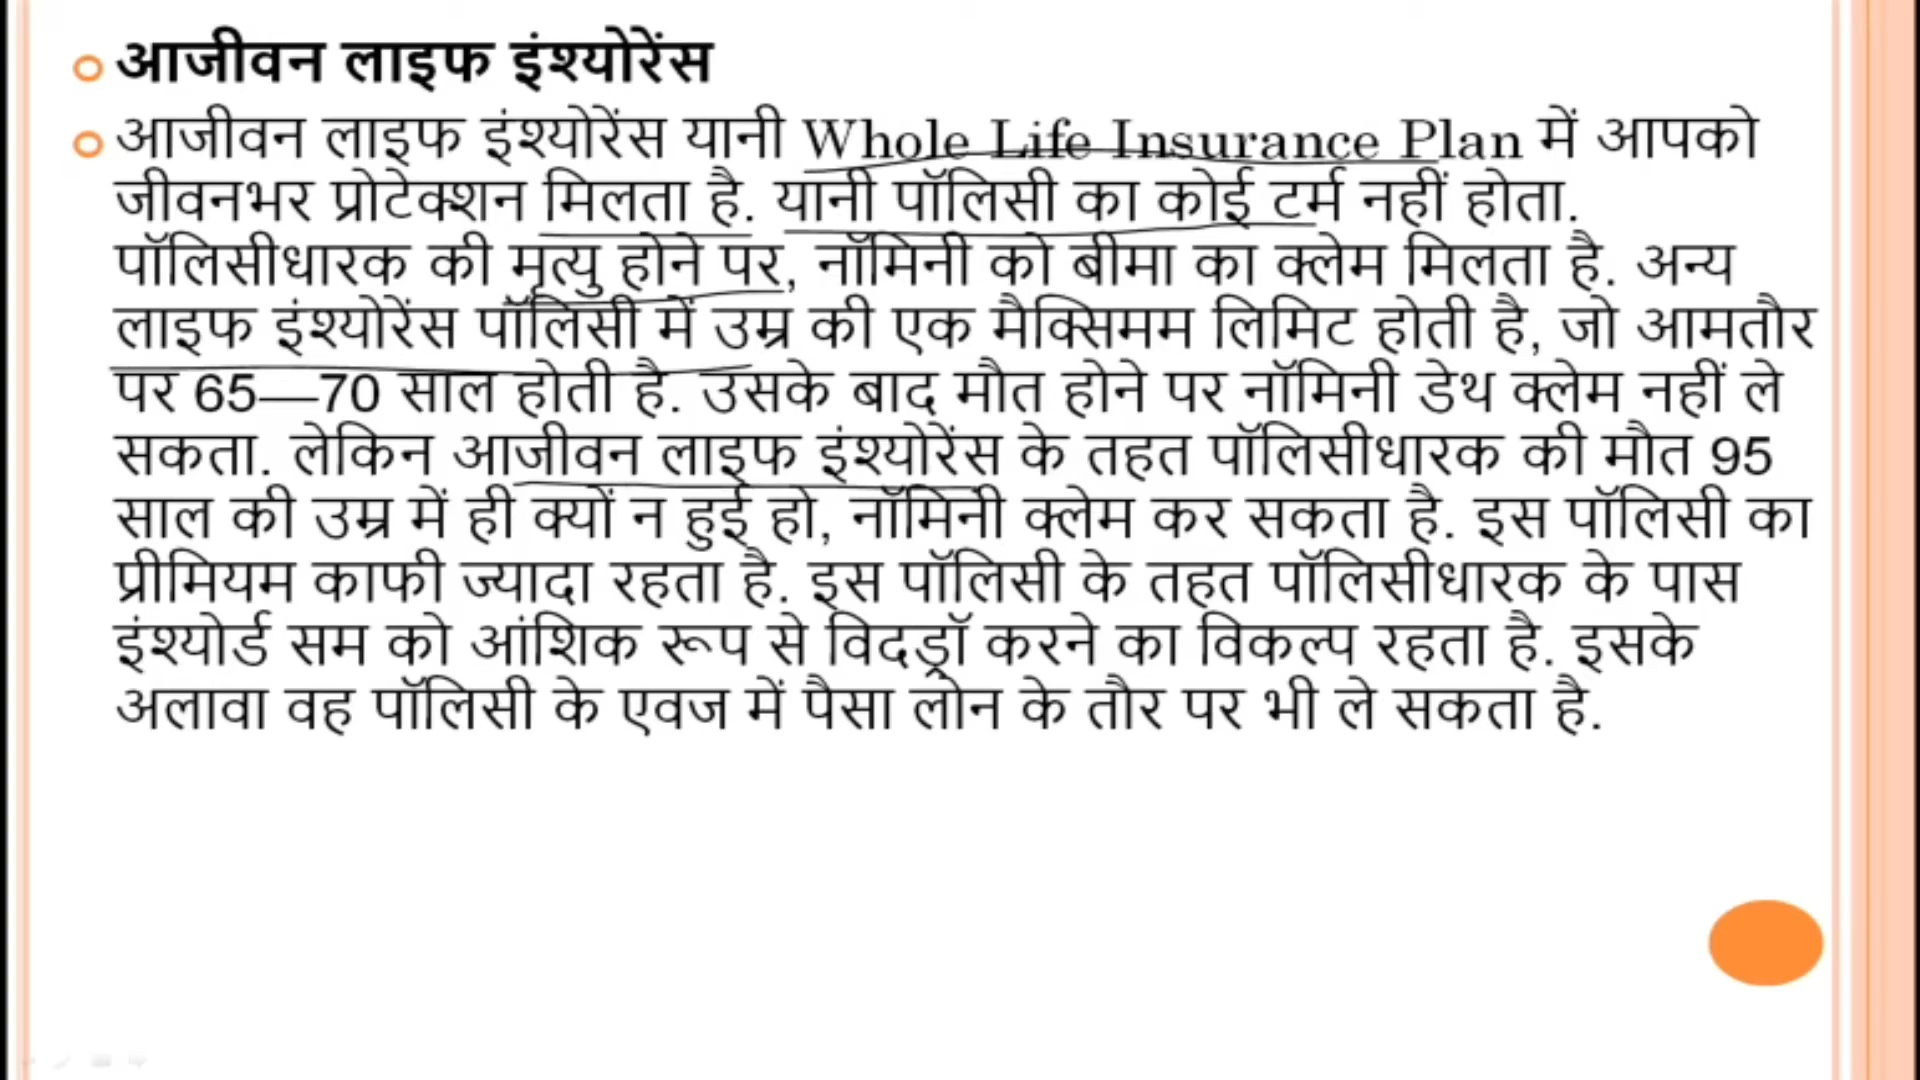 आजीवन लाइफ इंश्योरेंस
आजीवन लाइफ इंश्योरेंस यानी Whole Life Insurance Plan में आपको
जीवनभर प्रोटेक्शन मिलता है. यानी पॉलिसी का कोई टर्म नहीं होता.
पॉलिसीधारक की मृत्यु होने पर, नॉमिनी को बीमा का क्लेम मिलता है. अन्य
लाइफ इंश्योरेंस पॉलिसी में उम्र की एक मैक्सिमम लिमिट होती है, जो आमतौर
पर 65—70 साल होती है. उसके बाद मौत होने पर नॉमिनी डेथ क्लेम नहीं ले
सकता. लेकिन आजीवन लाइफ इंश्योरेंस के तहत पॉलिसीधारक की मौत 95
साल की उम्र में ही क्यों न हुई हो, नॉमिनी क्लेम कर सकता है. इस पॉलिसी का
प्रीमियम काफी ज्यादा रहता है. इस पॉलिसी के तहत पॉलिसीधारक के पास
इंश्योर्ड सम को आंशिक रूप से विदड्रॉ करने का विकल्प रहता है. इसके
अलावा वह पॉलिसी के एवज में पैसा लोन के तौर पर भी ले सकता है.